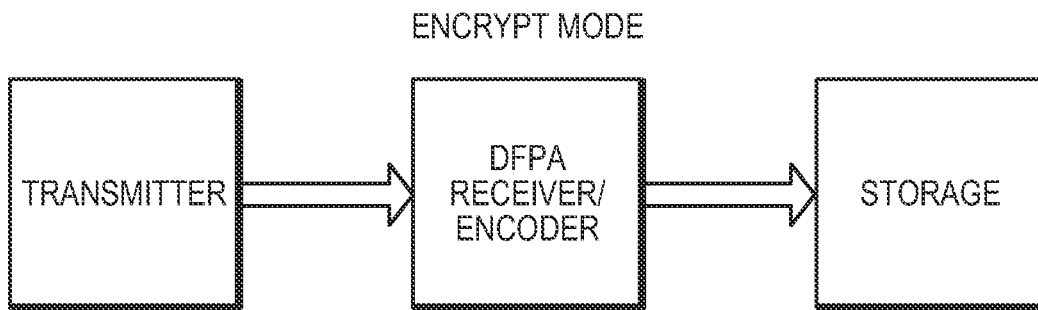 ENCRYPT MODE
TRANSMITTER
DFPA
RECEIVER/
ENCODER
STORAGE